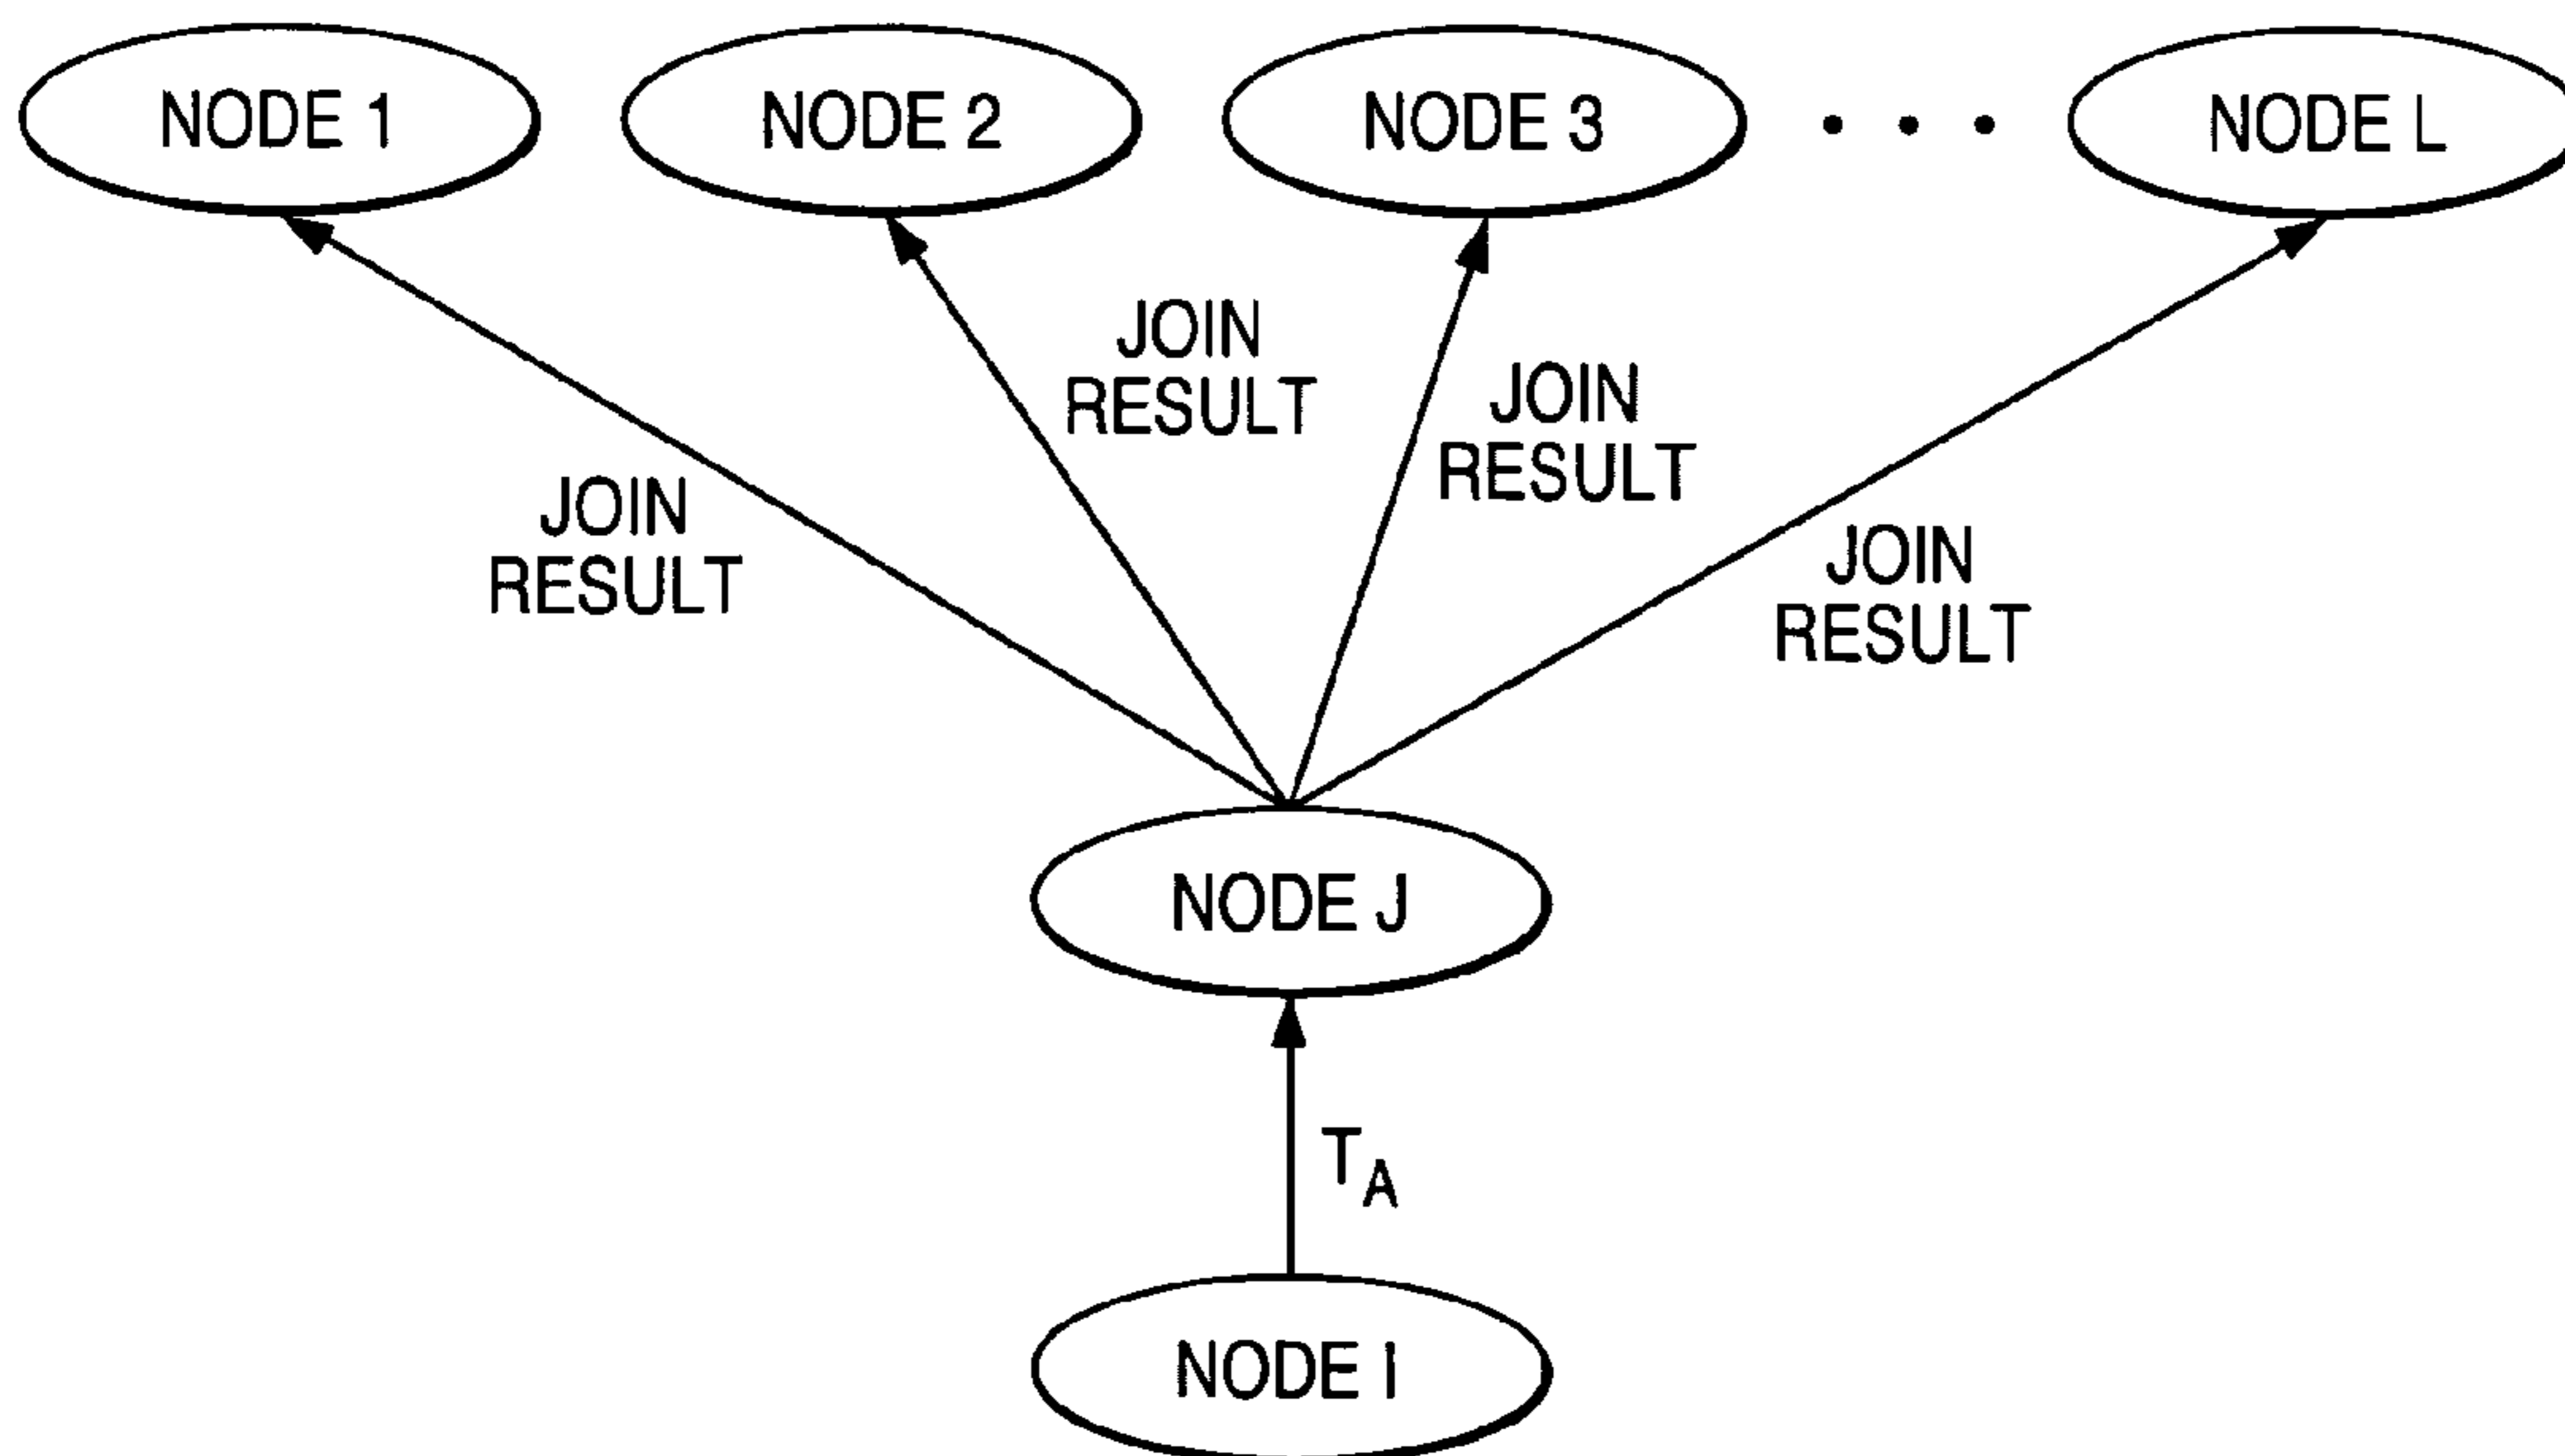 NODE 1
NODE 2
NODE 3
• • •
NODE L
JOIN
RESULT
JOIN
RESULT
JOIN
RESULT
JOIN
RESULT
NODE J
TA
NODE I